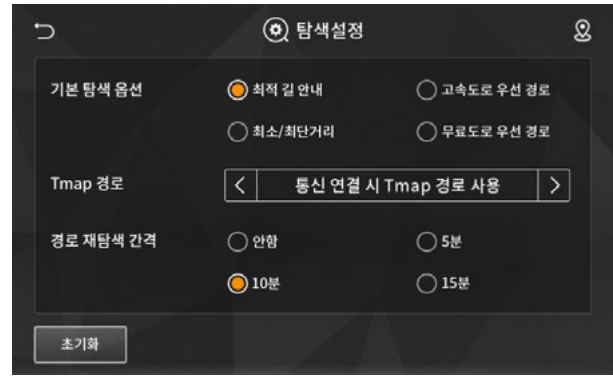 탐색설정
기본 탐색 옵션
최적 길 안내
고속도로 우선 경로
최소/최단거리
무료도로 우선 경로
Tmap 경로
통신 연결 시 Tmap 경로 사용
경로 재탐색 간격
안함
5분
10분
15분
초기화